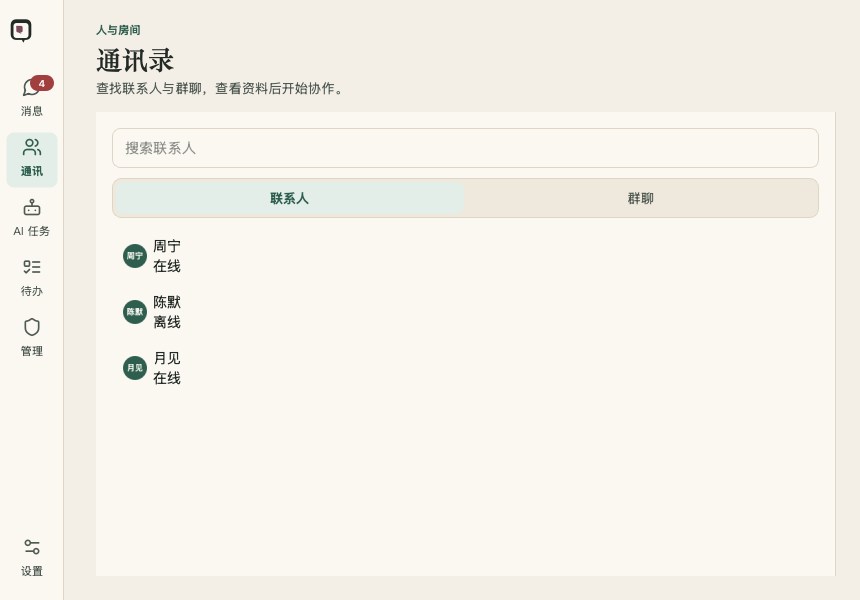 4
消息
通讯
AI 任务
待办
管理
设置
人与房间
通讯录
查找联系人与群聊，查看资料后开始协作。
搜索联系人
联系人
群聊
周宁
周宁
在线
陈默
陈默
离线
月见
月见
在线